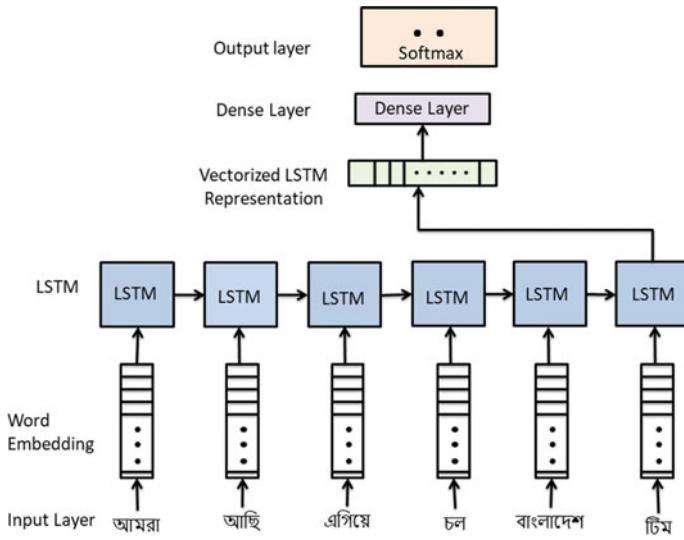 Output layer
Softmax
Dense Layer
Dense Layer
Vectorized LSTM
Representation
LSTM
LSTM LSTM LSTM LSTM LSTM LSTM
Word
Embedding
Input Layer
আমরা আছি এগিয়ে চল বাংলাদেশ টিম